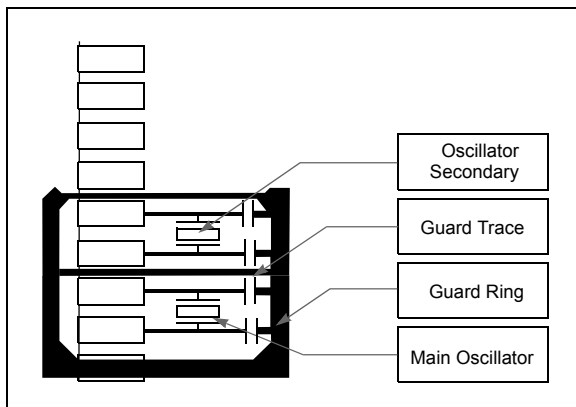 Oscillator
Secondary
Guard Trace
Guard Ring
Main Oscillator